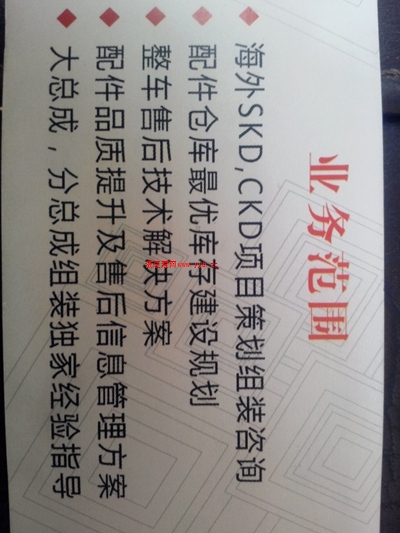 业务范围
海外SKD,CKD项目策划组装咨询
配件仓库最优库存建设规划
整车售后技术解决方案
配件品质提升及售后信息管理方案
大总成,分总成组装独家经验指导